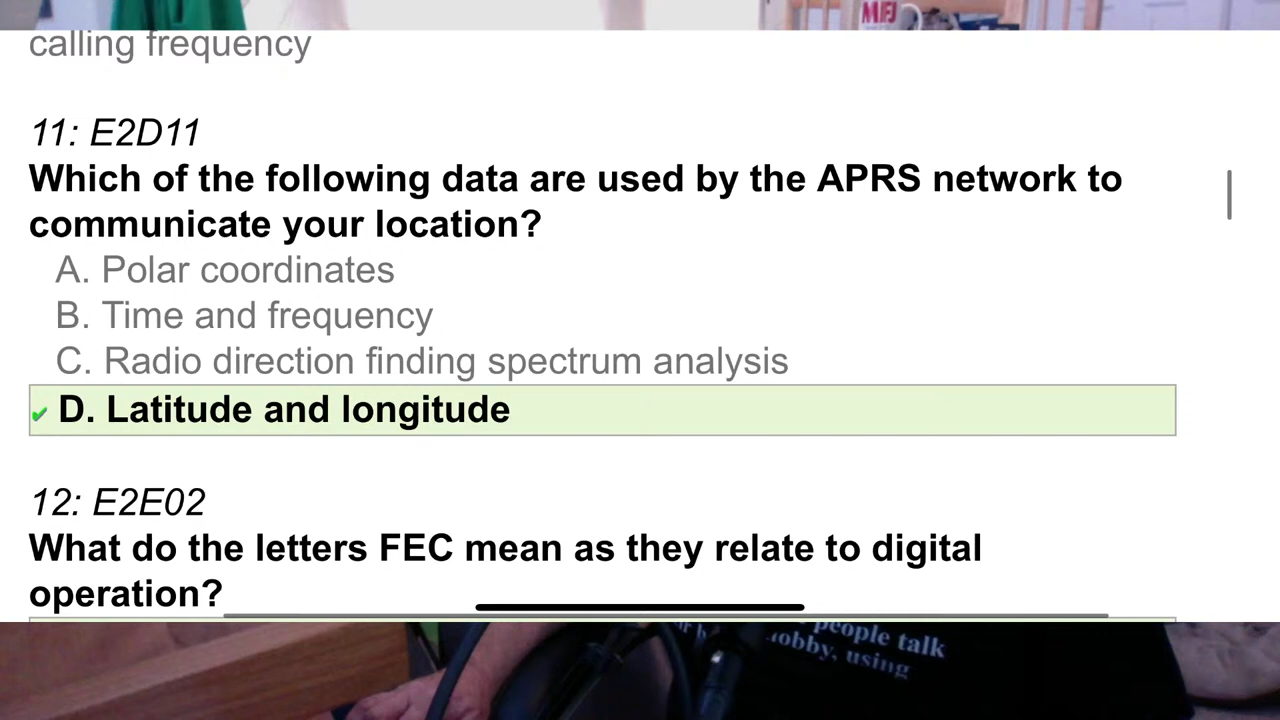 MFJ
calling frequency
11: E2D11
Which of the following data are used by the APRS network to
communicate your location?
A. Polar coordinates
B. Time and frequency
C. Radio direction finding spectrum analysis
✔ D. Latitude and longitude
12: E2E02
What do the letters FEC mean as they relate to digital
operation?
people talk
using